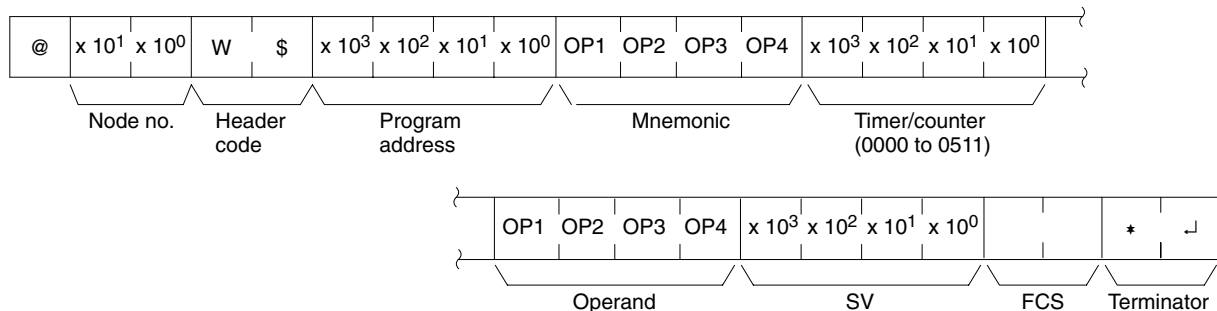 @ x 10¹ x 10⁰ W $ x 10³ x 10² x 10¹ x 10⁰ OP1 OP2 OP3 OP4 x 10³ x 10² x 10¹ x 10⁰
Node no. Header code Program address Mnemonic Timer/counter (0000 to 0511)
OP1 OP2 OP3 OP4 x 10³ x 10² x 10¹ x 10⁰ * ↵
Operand SV FCS Terminator